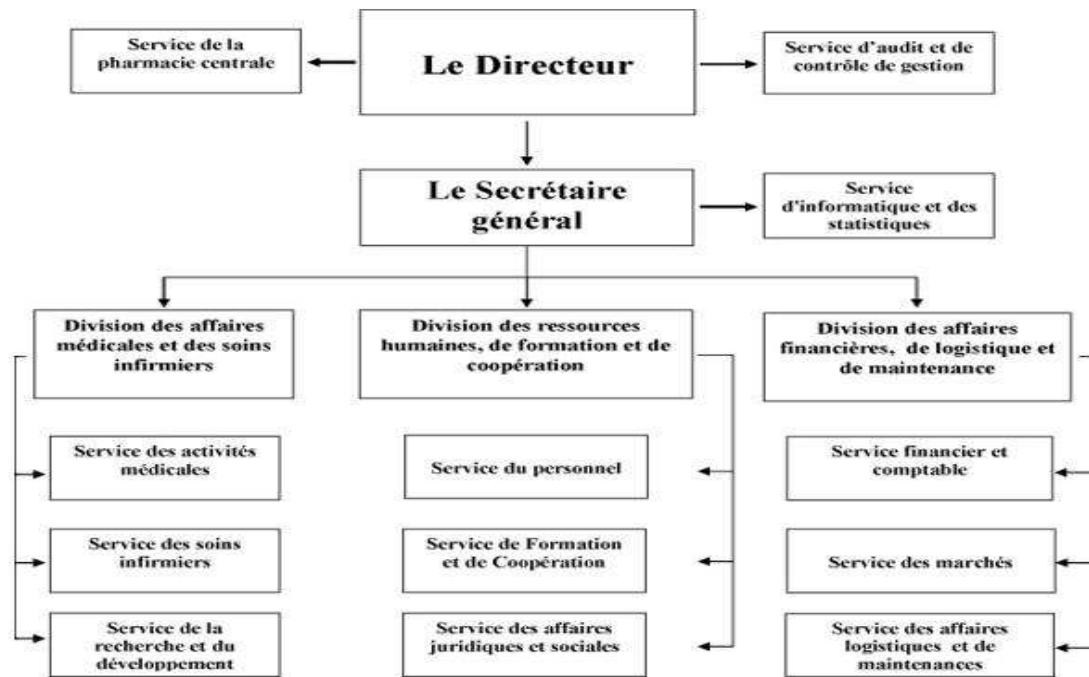 Service de la
pharmacie centrale
Le Directeur
Service d'audit et de
contrôle de gestion
Le Secrétaire
général
Service
d'informatique et des
statistiques
Division des affaires
médicales et des soins
infirmiers
Division des ressources
humaines, de formation et de
coopération
Division des affaires
financières, de logistique et
de maintenance
Service des activités
médicales
Service du personnel
Service financier et
comptable
Service des soins
infirmiers
Service de Formation
et de Coopération
Service des marchés
Service de la
recherche et du
développement
Service des affaires
juridiques et sociales
Service des affaires
logistiques et de
maintenances